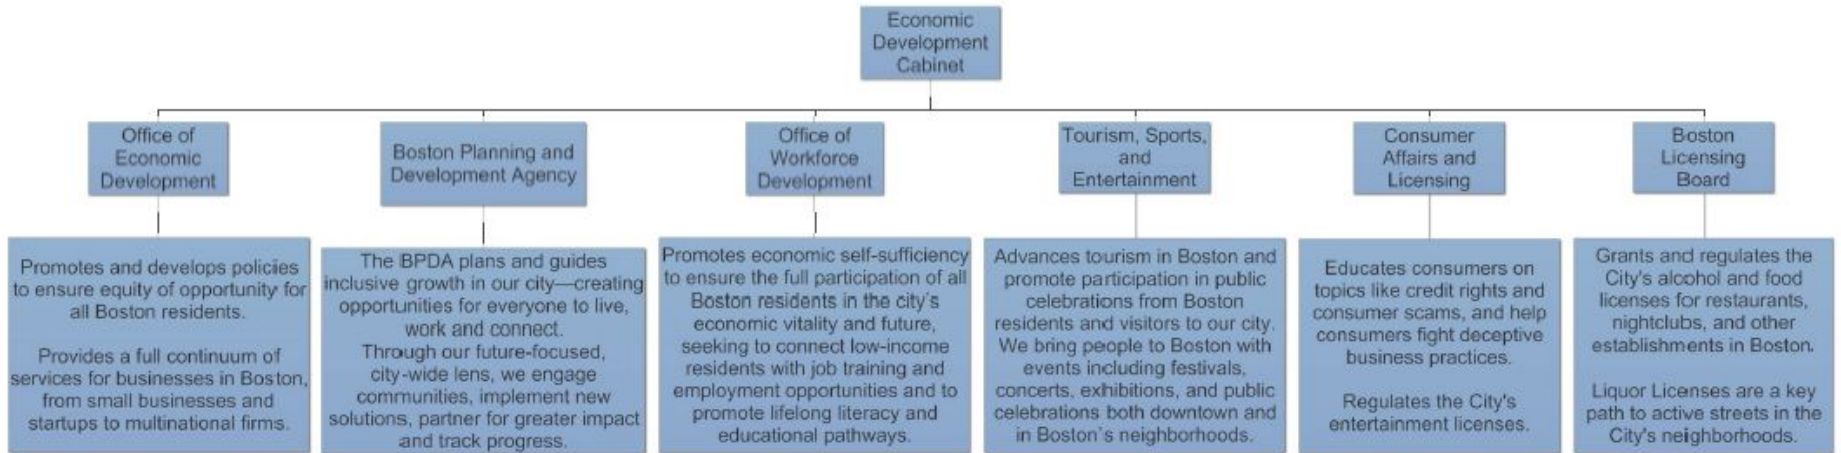 Economic
Development
Cabinet
Office of
Economic
Development
Boston Planning and
Development Agency
Office of
Workforce
Development
Tourism, Sports,
and
Entertainment
Consumer
Affairs and
Licensing
Boston
Licensing
Board
Promotes and develops policies
to ensure equity of opportunity for
all Boston residents.
Provides a full continuum of
services for businesses in Boston,
from small businesses and
startups to multinational firms.
The BPDA plans and guides
inclusive growth in our city—creating
opportunities for everyone to live,
work and connect.
Through our future-focused,
city-wide lens, we engage
communities, implement new
solutions, partner for greater impact
and track progress.
Promotes economic self-sufficiency
to ensure the full participation of all
Boston residents in the city's
economic vitality and future,
seeking to connect low-income
residents with job training and
employment opportunities and to
promote lifelong literacy and
educational pathways.
Advances tourism in Boston and
promote participation in public
celebrations from Boston
residents and visitors to our city.
We bring people to Boston with
events including festivals,
concerts, exhibitions, and public
celebrations both downtown and
in Boston's neighborhoods.
Educates consumers on
topics like credit rights and
consumer scams, and help
consumers fight deceptive
business practices.
Regulates the City's
entertainment licenses.
Grants and regulates the
City's alcohol and food
licenses for restaurants,
nightclubs, and other
establishments in Boston.
Liquor Licenses are a key
path to active streets in the
City's neighborhoods.